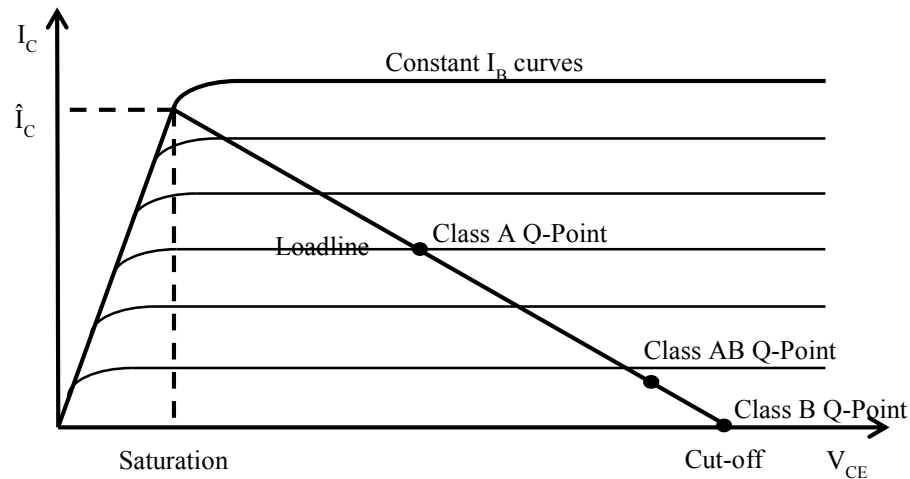 I_C
Constant I_B curves
Î_C
Loadline
Class A Q-Point
Class AB Q-Point
Class B Q-Point
Saturation
Cut-off
V_CE